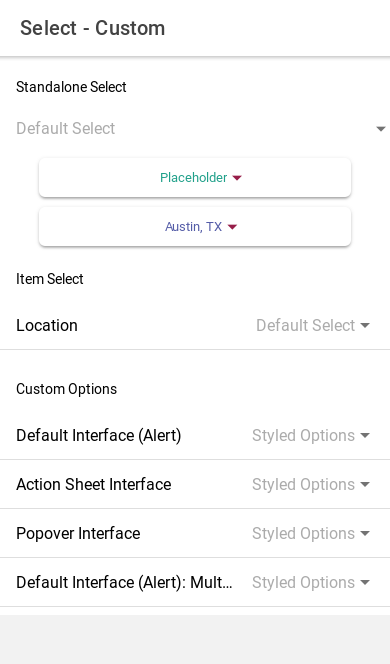 Select - Custom
Standalone Select
Default Select
Placeholder
Austin, TX
Item Select
Location Default Select
Custom Options
Default Interface (Alert) Styled Options
Action Sheet Interface Styled Options
Popover Interface Styled Options
Default Interface (Alert): Mult... Styled Options